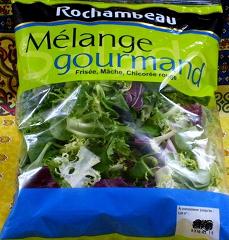 Rochambeau
Mélange
gourmand
Frisée, Mâche, Chicorée rouge